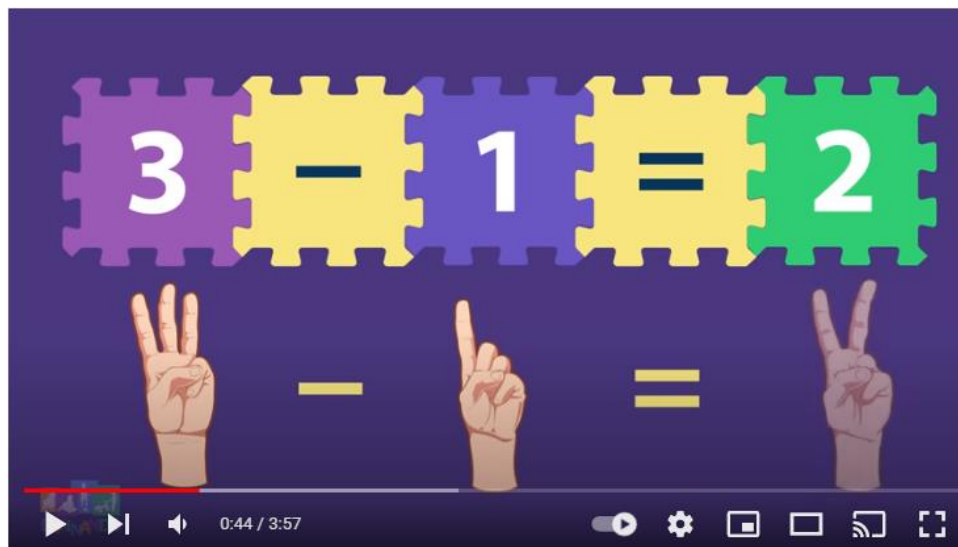 3 − 1 = 2
− =
0:44 / 3:57